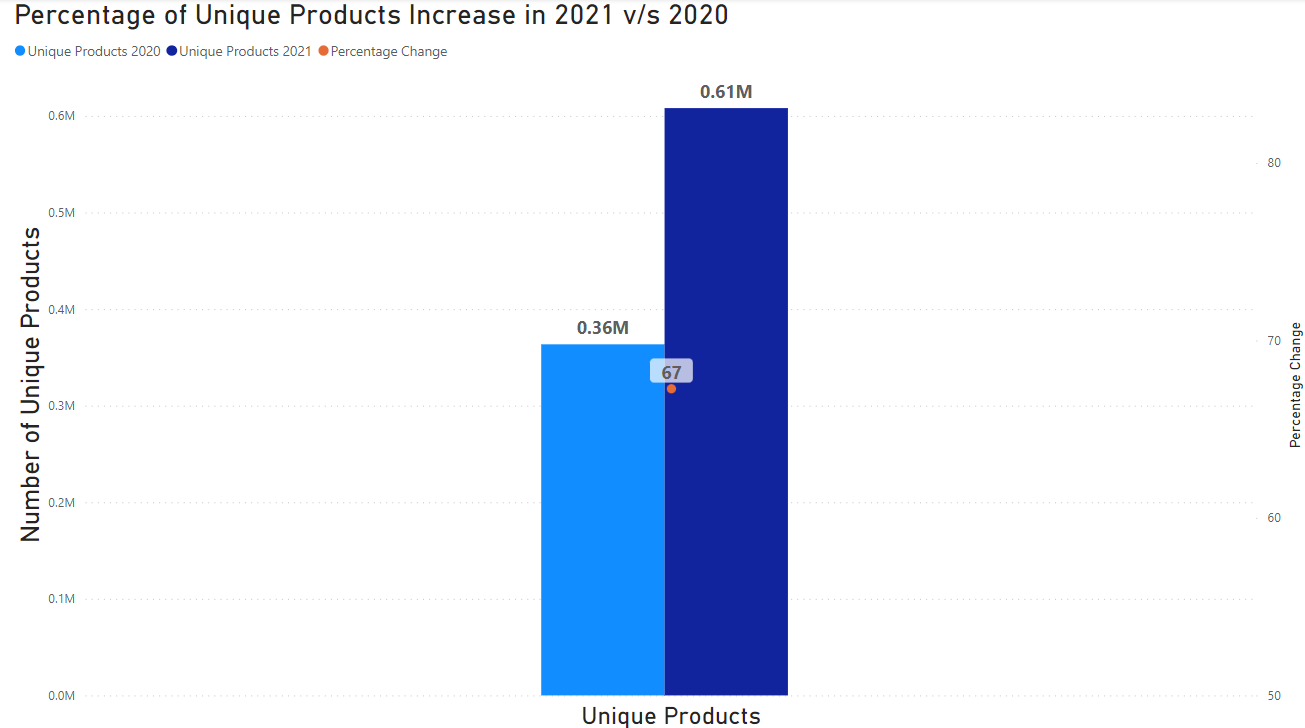 Percentage of Unique Products Increase in 2021 v/s 2020
Unique Products 2020 Unique Products 2021 Percentage Change
0.61M
0.6M
80
0.5M
0.4M
0.36M
70
67
0.3M
0.2M
60
0.1M
0.0M
50
Number of Unique Products
Percentage Change
Unique Products